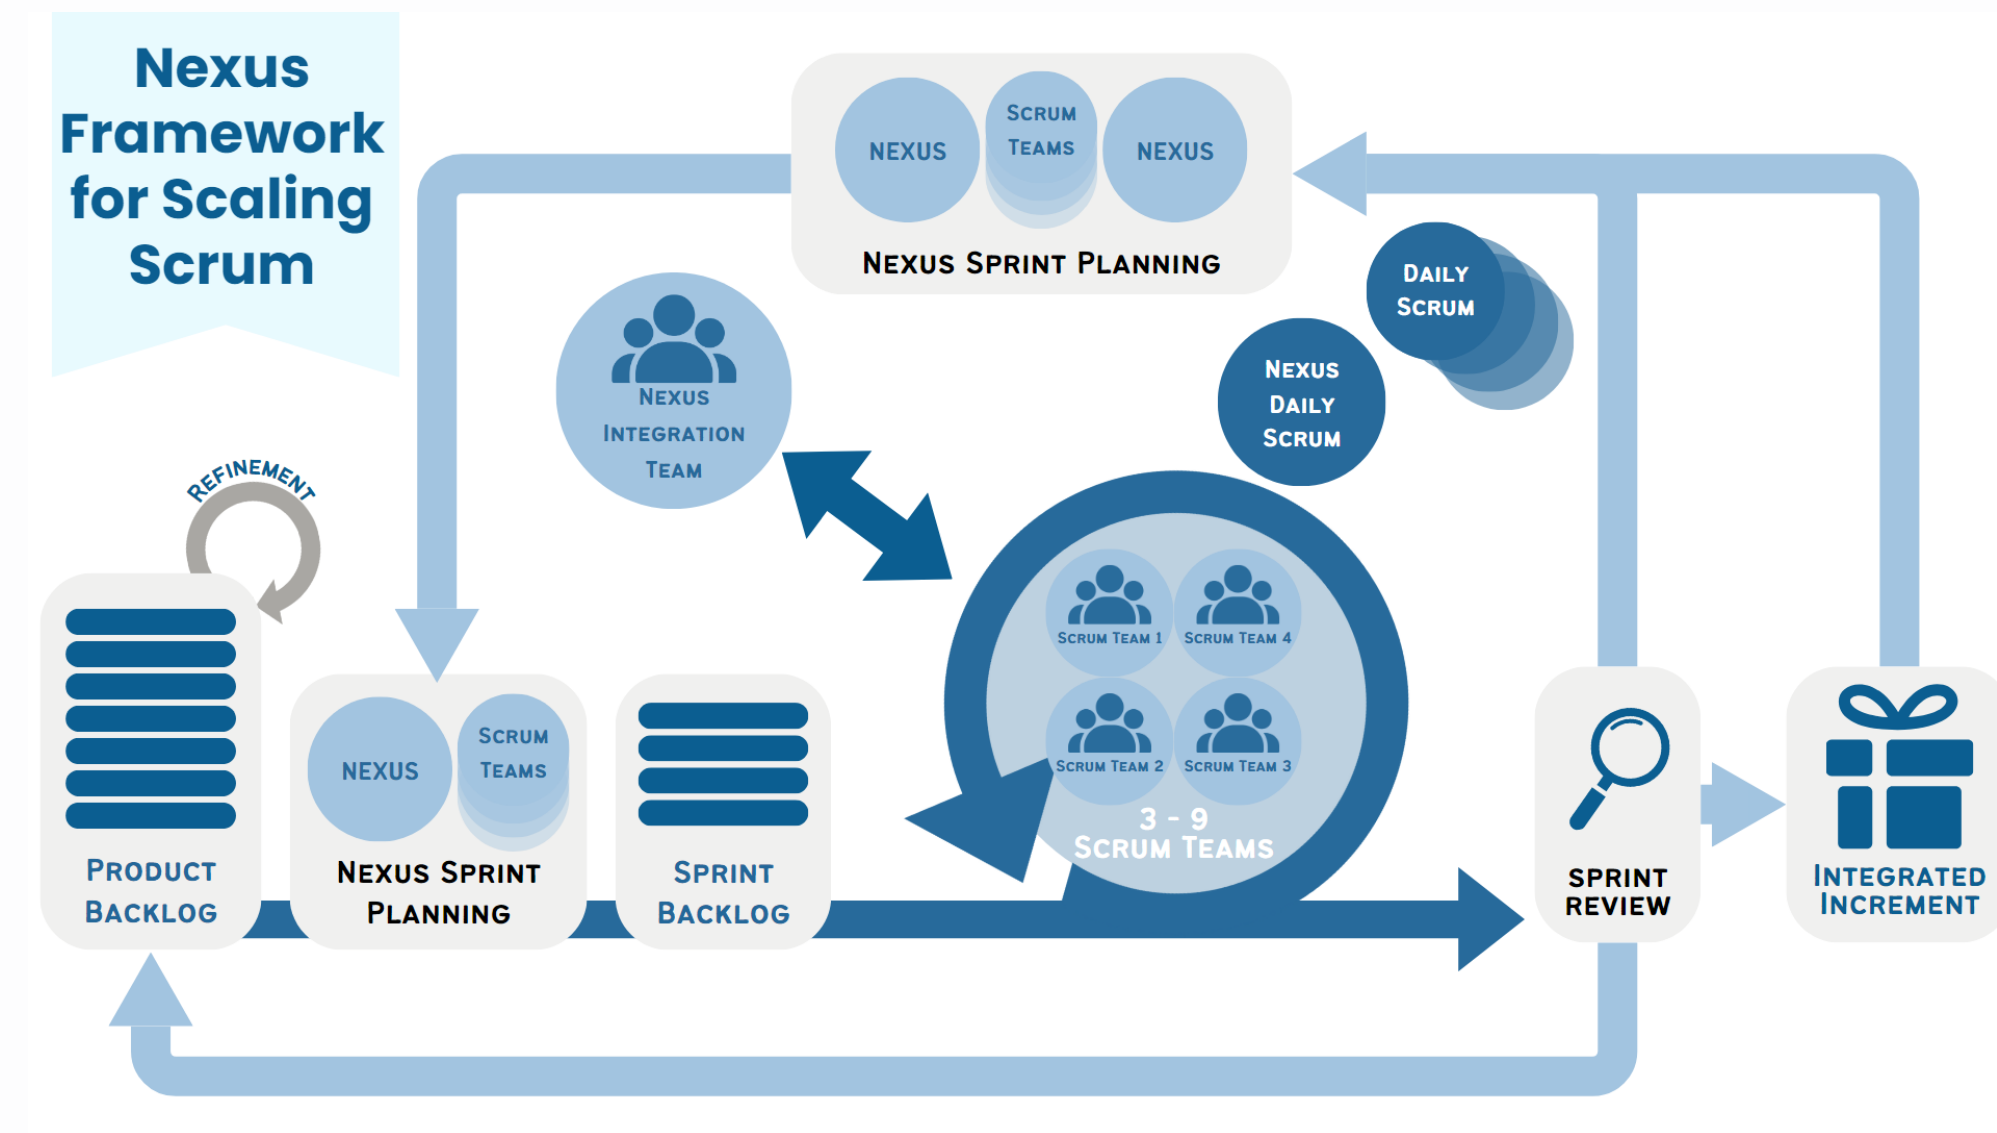 Nexus
Framework
for Scaling
Scrum
NEXUS
SCRUM
TEAMS
NEXUS
NEXUS SPRINT PLANNING
DAILY
SCRUM
NEXUS
DAILY
SCRUM
NEXUS
INTEGRATION
TEAM
REFINEMENT
SCRUM TEAM 1
SCRUM TEAM 4
SCRUM TEAM 2
SCRUM TEAM 3
3 - 9
SCRUM TEAMS
PRODUCT
BACKLOG
NEXUS
SCRUM
TEAMS
NEXUS SPRINT
PLANNING
SPRINT
BACKLOG
SPRINT
REVIEW
INTEGRATED
INCREMENT